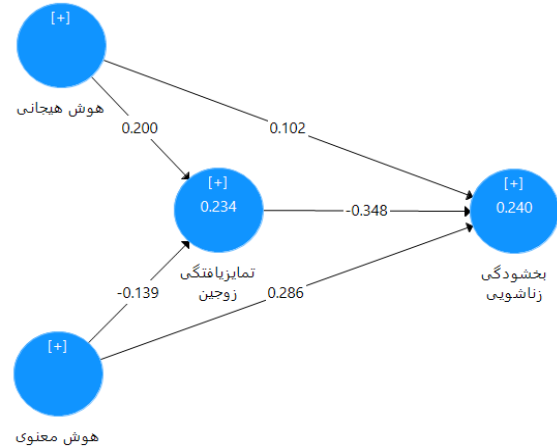 [+]
هوش هیجانی
0.200
0.102
[+]
0.234
تمایزیافتگی
زوجین
-0.348
[+]
0.240
بخشودگی
زناشویی
-0.139
0.286
[+]
هوش معنوی